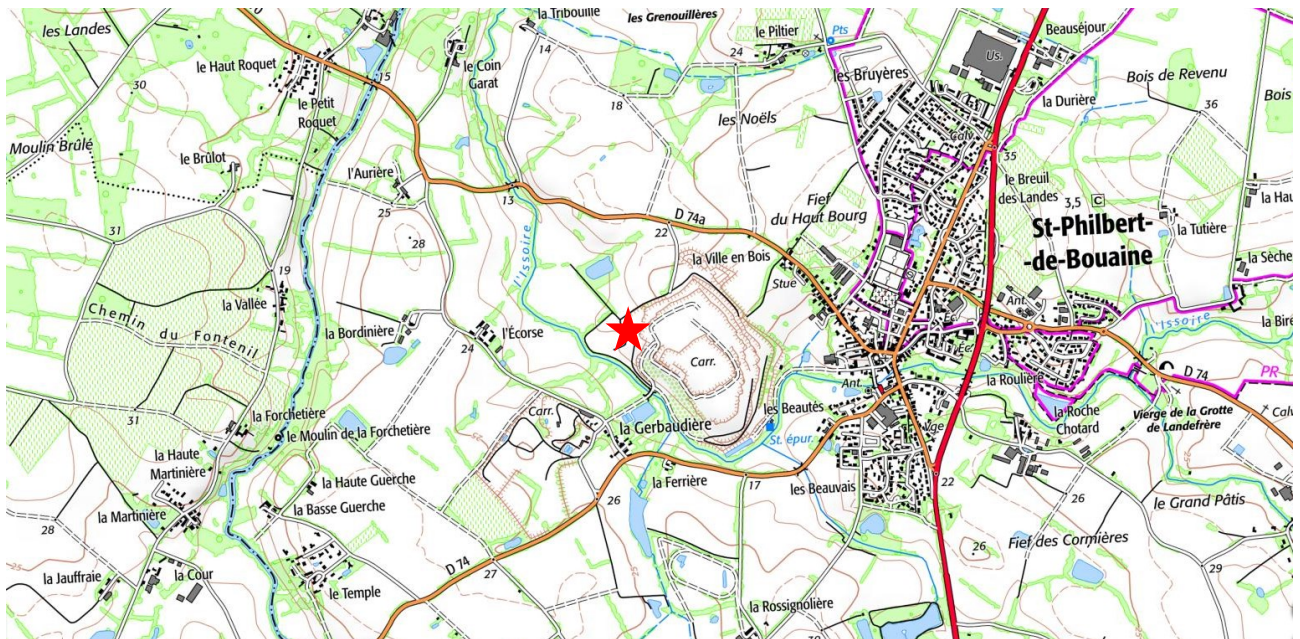 la Tribouille
les Grenouillères
les Landes
le Piltier
Pts
Beauséjour
14
24
Us.
le Haut Roquet
le Coin
Garat
15
les Bruyères
Bois de Revenu
30
le Petit
Roquet
18
la Durière
36
Bois
les Noëls
Calv.
Moulin Brûlé
le Brûlot
35
l'Aurière
13
D 74a
Fief
du Haut Bourg
le Breuil
des Landes
3,5
C
St-Philbert-
-de-Bouaine
la Tutière
la Hau
25
31
28
22
l'Issoire
la Ville en Bois
la Sèche
19
Stue
Ant.
la Vallée
l'Issoire
la Biré
Chemin du Fontenil
la Bordinière
l'Écorse
24
Carr.
Éc.
D 74
PR
la Roulière
Ant.
la Forchetière
31
Carr.
les Beautés
la Roche
Chotard
Vierge de la Grotte
de Landefrère
Calv
le Moulin de la Forchetière
la Gerbaudière
St. épur.
Vge
la Haute
Martinière
la Haute Guerche
la Ferrière
17
les Beauvais
22
26
le Grand Pâtis
la Martinière
la Basse Guerche
26
28
Fief des Cormières
26
D 74
27
29
la Jauffraie
la Cour
le Temple
la Rossignolière
30